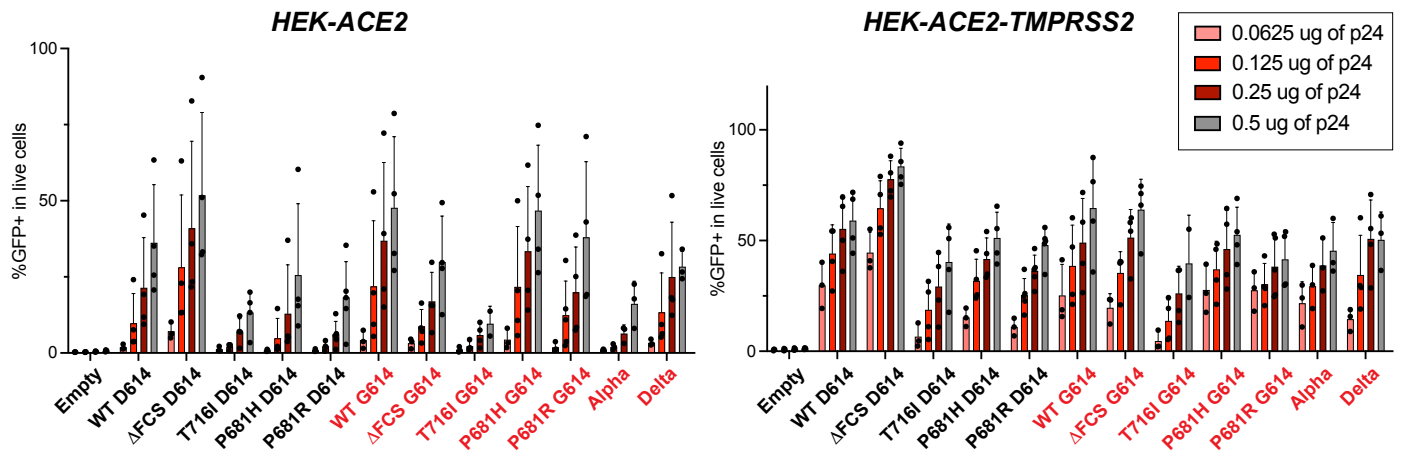 HEK-ACE2
HEK-ACE2-TMPRSS2
0.0625 ug of p24
0.125 ug of p24
0.25 ug of p24
0.5 ug of p24
%GFP+ in live cells
100
50
0
Empty
WT D614
ΔFCS D614
T716I D614
P681H D614
P681R D614
WT G614
ΔFCS G614
T716I G614
P681H G614
P681R G614
Alpha
Delta
%GFP+ in live cells
100
50
0
Empty
WT D614
ΔFCS D614
T716I D614
P681H D614
P681R D614
WT G614
ΔFCS G614
T716I G614
P681H G614
P681R G614
Alpha
Delta